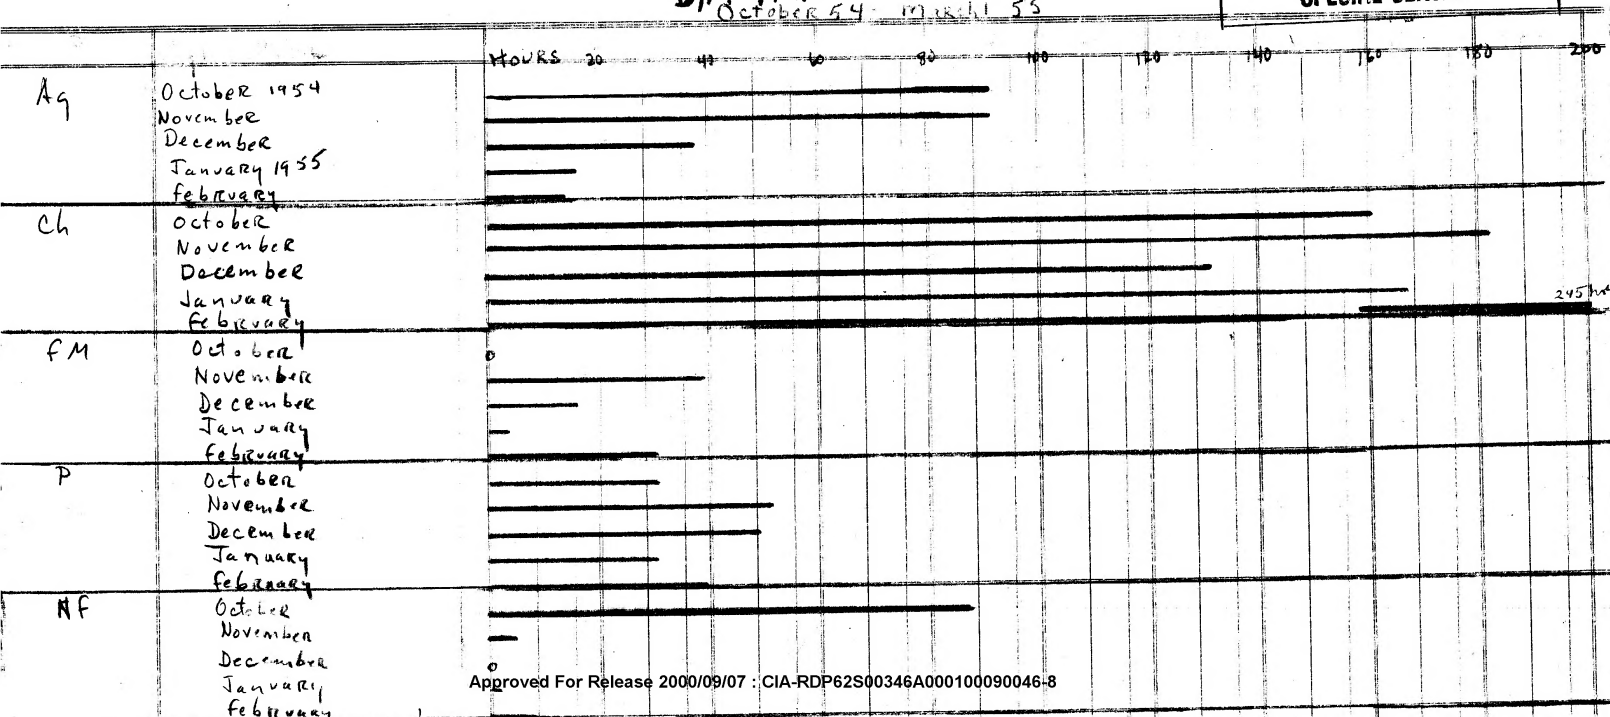 October 54 - March 55
HOURS 20 40 60 80 100 120 140 160 180 200
Ag October 1954
November
December
January 1955
february
Ch October
November
December
January
245 hrs
february
FM October 0
November
December
January
february
P October
November
December
January
february
NF October
November
December 0
Approved For Release 2000/09/07 : CIA-RDP62S00346A000100090046-8
January
february